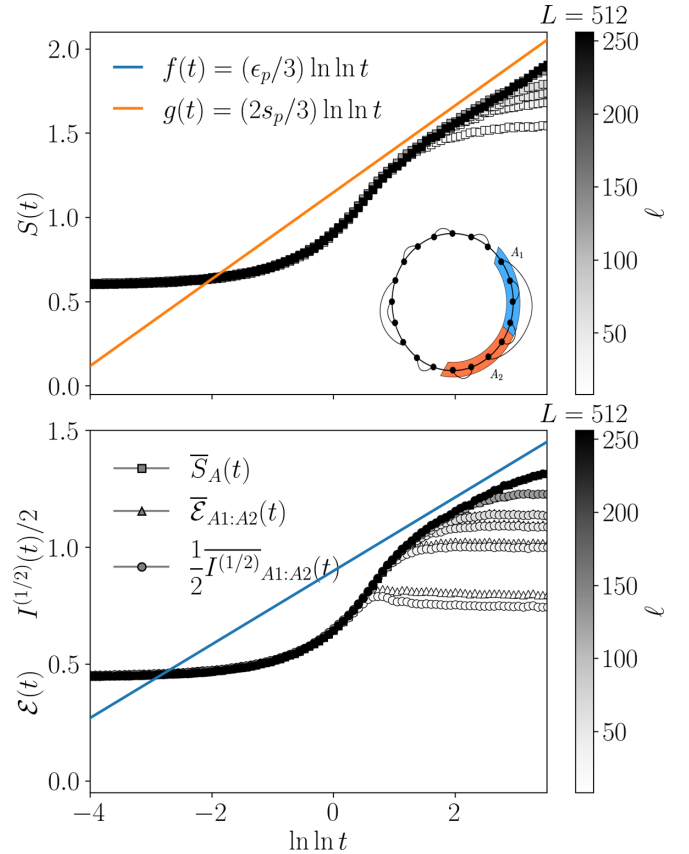 L = 512
2.0
1.5
1.0
0.5
0.0
S(t)
f(t) = (ϵ_p/3) ln ln t
g(t) = (2s_p/3) ln ln t
A_1
A_2
250
200
150
100
50
ℓ
L = 512
1.5
1.0
0.5
0.0
ℰ(t) I^{(1/2)}(t)/2
\overline{S}_A(t)
\overline{ℰ}_{A1:A2}(t)
\frac{1}{2}\overline{I^{(1/2)}}_{A1:A2}(t)
250
200
150
100
50
ℓ
−4 −2 0 2
ln ln t